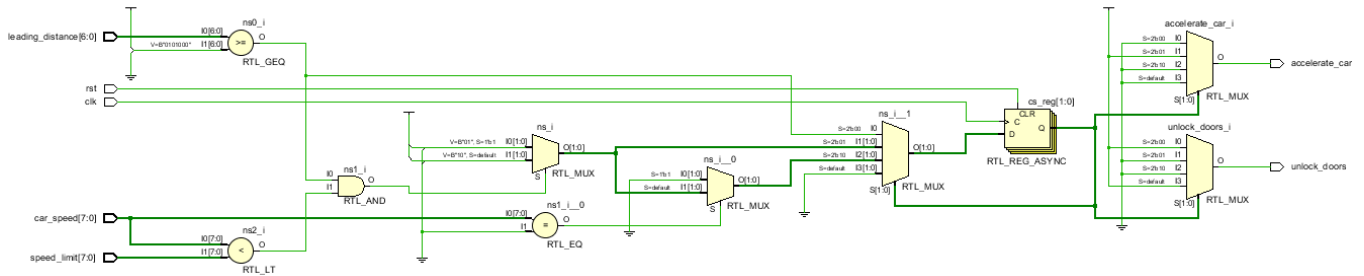 leading_distance[6:0]
rst
clk
car_speed[7:0]
speed_limit[7:0]
ns0_i
I0[6:0]
V=B"0101000" I1[6:0]
O
>=
RTL_GEQ
ns1_i
I0
I1
O
RTL_AND
ns2_i
I0[7:0]
I1[7:0]
O
<
RTL_LT
ns_i
V=B"01", S=1'b1 I0[1:0]
V=B"10", S=default I1[1:0]
O[1:0]
S
RTL_MUX
ns1_i__0
I0[7:0]
I1
O
=
RTL_EQ
ns_i__0
S=1'b1 I0[1:0]
S=default I1[1:0]
O[1:0]
S
RTL_MUX
ns_i__1
S=2'b00 I0
S=2'b01 I1[1:0]
S=2'b10 I2[1:0]
S=default I3[1:0]
O[1:0]
S[1:0]
RTL_MUX
cs_reg[1:0]
CLR
C
D
Q
RTL_REG_ASYNC
accelerate_car_i
S=2'b00 I0
S=2'b01 I1
S=2'b10 I2
S=default I3
O
S[1:0]
RTL_MUX
accelerate_car
unlock_doors_i
S=2'b00 I0
S=2'b01 I1
S=2'b10 I2
S=default I3
O
S[1:0]
RTL_MUX
unlock_doors